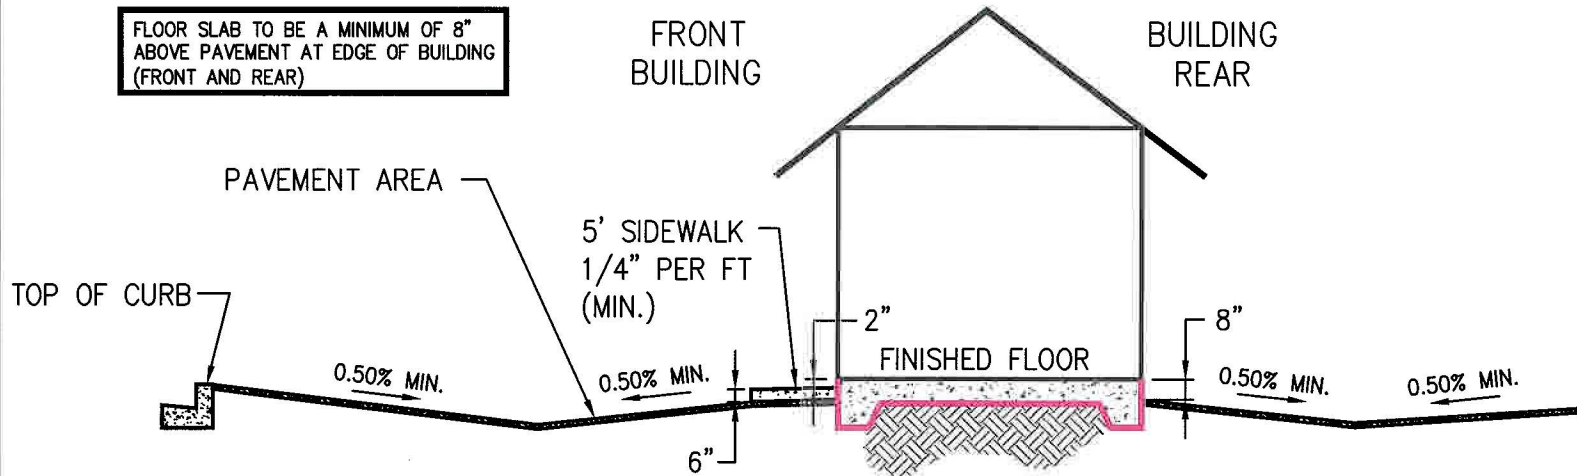 FLOOR SLAB TO BE A MINIMUM OF 8"
ABOVE PAVEMENT AT EDGE OF BUILDING
(FRONT AND REAR)
FRONT
BUILDING
BUILDING
REAR
PAVEMENT AREA
5' SIDEWALK
1/4" PER FT
(MIN.)
TOP OF CURB
2"
8"
FINISHED FLOOR
0.50% MIN.
0.50% MIN.
0.50% MIN.
0.50% MIN.
6"